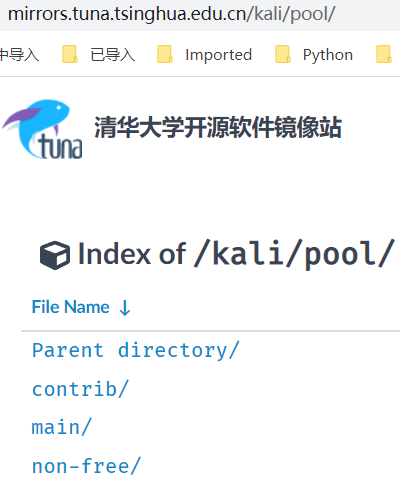 mirrors.tuna.tsinghua.edu.cn/kali/pool/
中导入 已导入 Imported Python
tuna 清华大学开源软件镜像站
Index of /kali/pool/
File Name ↓
Parent directory/
contrib/
main/
non-free/